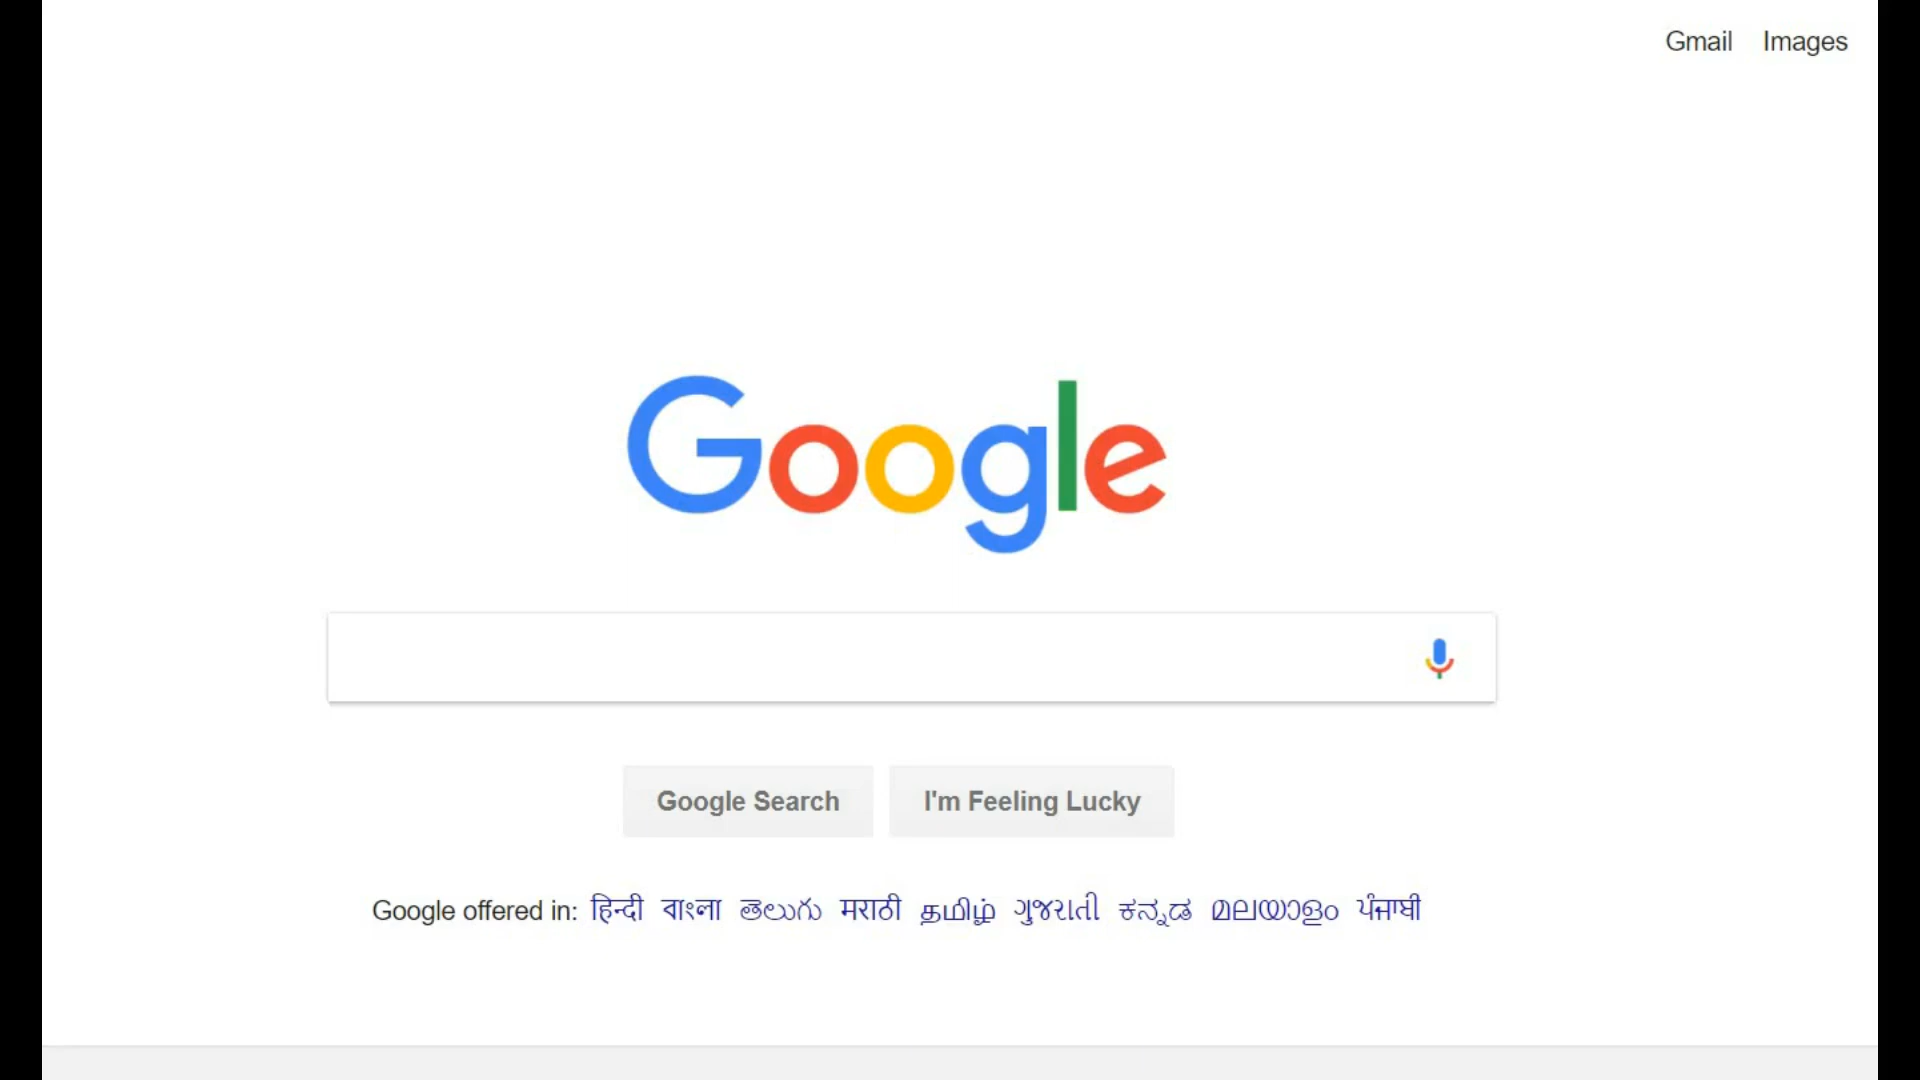 Gmail Images
Google
Google Search I'm Feeling Lucky
Google offered in: हिन्दी বাংলা తెలుగు मराठी தமிழ் ગુજરાતી ಕನ್ನಡ മലയാളം ਪੰਜਾਬੀ